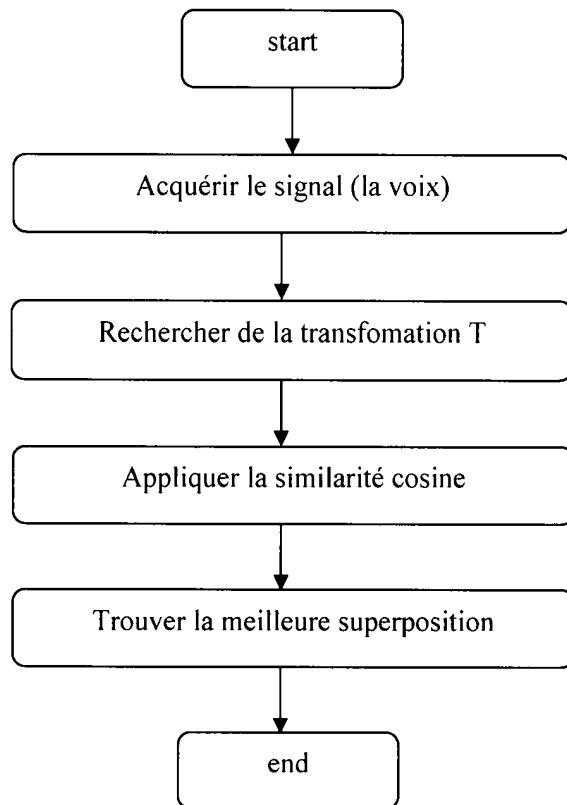 start
Acquérir le signal (la voix)
Rechercher de la transfomation T
Appliquer la similarité cosine
Trouver la meilleure superposition
end